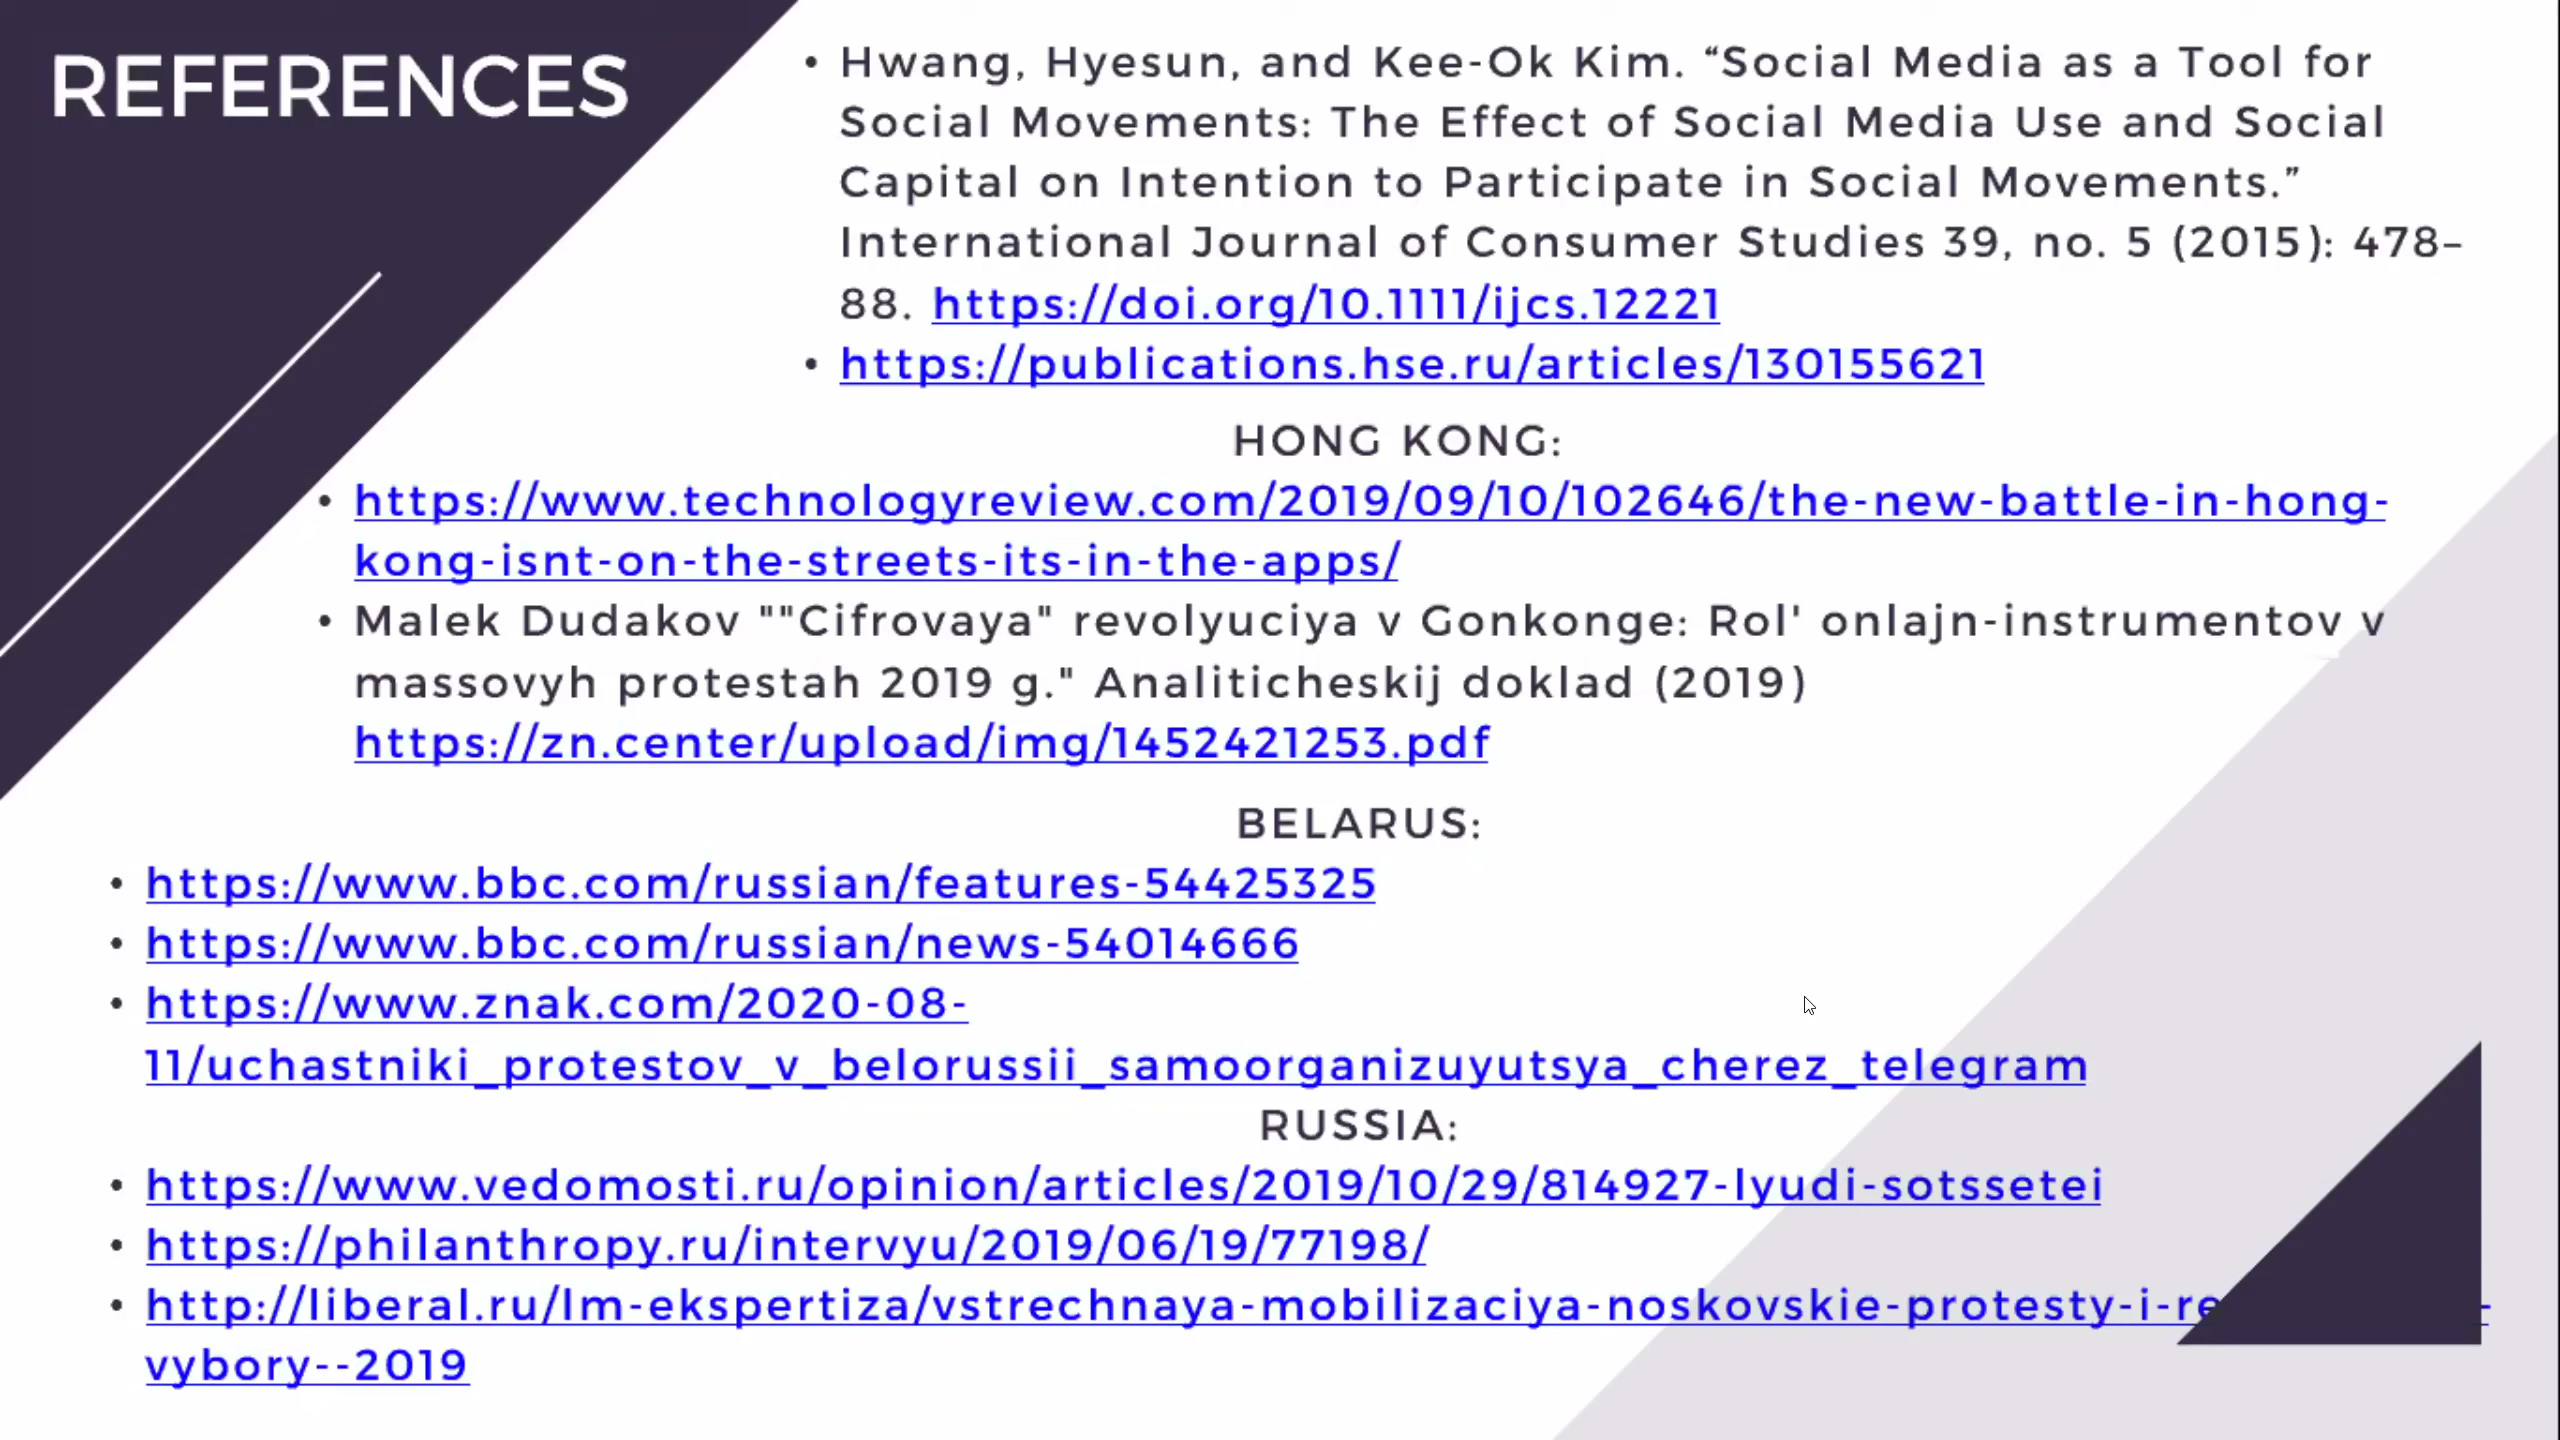 REFERENCES
• Hwang, Hyesun, and Kee-Ok Kim. “Social Media as a Tool for
Social Movements: The Effect of Social Media Use and Social
Capital on Intention to Participate in Social Movements.”
International Journal of Consumer Studies 39, no. 5 (2015): 478–
88. https://doi.org/10.1111/ijcs.12221
• https://publications.hse.ru/articles/130155621
HONG KONG:
• https://www.technologyreview.com/2019/09/10/102646/the-new-battle-in-hong-
kong-isnt-on-the-streets-its-in-the-apps/
• Malek Dudakov ""Cifrovaya" revolyuciya v Gonkonge: Rol' onlajn-instrumentov v
massovyh protestah 2019 g." Analiticheskij doklad (2019)
https://zn.center/upload/img/1452421253.pdf
BELARUS:
• https://www.bbc.com/russian/features-54425325
• https://www.bbc.com/russian/news-54014666
• https://www.znak.com/2020-08-
11/uchastniki_protestov_v_belorussii_samoorganizuyutsya_cherez_telegram
RUSSIA:
• https://www.vedomosti.ru/opinion/articles/2019/10/29/814927-lyudi-sotssetei
• https://philanthropy.ru/intervyu/2019/06/19/77198/
• http://liberal.ru/lm-ekspertiza/vstrechnaya-mobilizaciya-noskovskie-protesty-i-re
vybory--2019